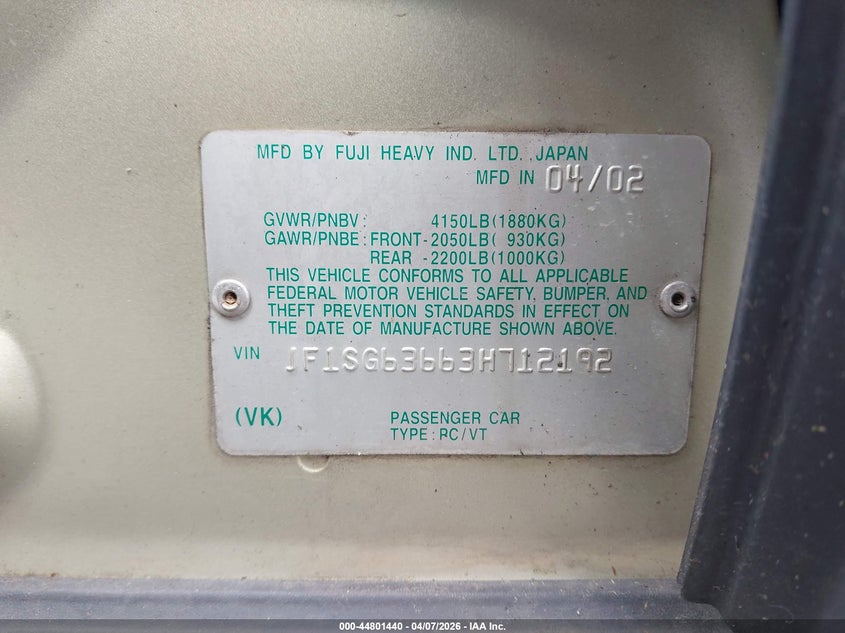 MFD BY FUJI HEAVY IND. LTD. JAPAN
MFD IN 04/02
GVWR/PNBV: 4150LB(1880KG)
GAWR/PNBE: FRONT-2050LB( 930KG)
REAR -2200LB(1000KG)
THIS VEHICLE CONFORMS TO ALL APPLICABLE
FEDERAL MOTOR VEHICLE SAFETY, BUMPER, AND
THEFT PREVENTION STANDARDS IN EFFECT ON
THE DATE OF MANUFACTURE SHOWN ABOVE.
VIN JF1SG63663H712192
(VK) PASSENGER CAR
TYPE: PC/VT
000-44801440 - 04/07/2026 - IAA Inc.